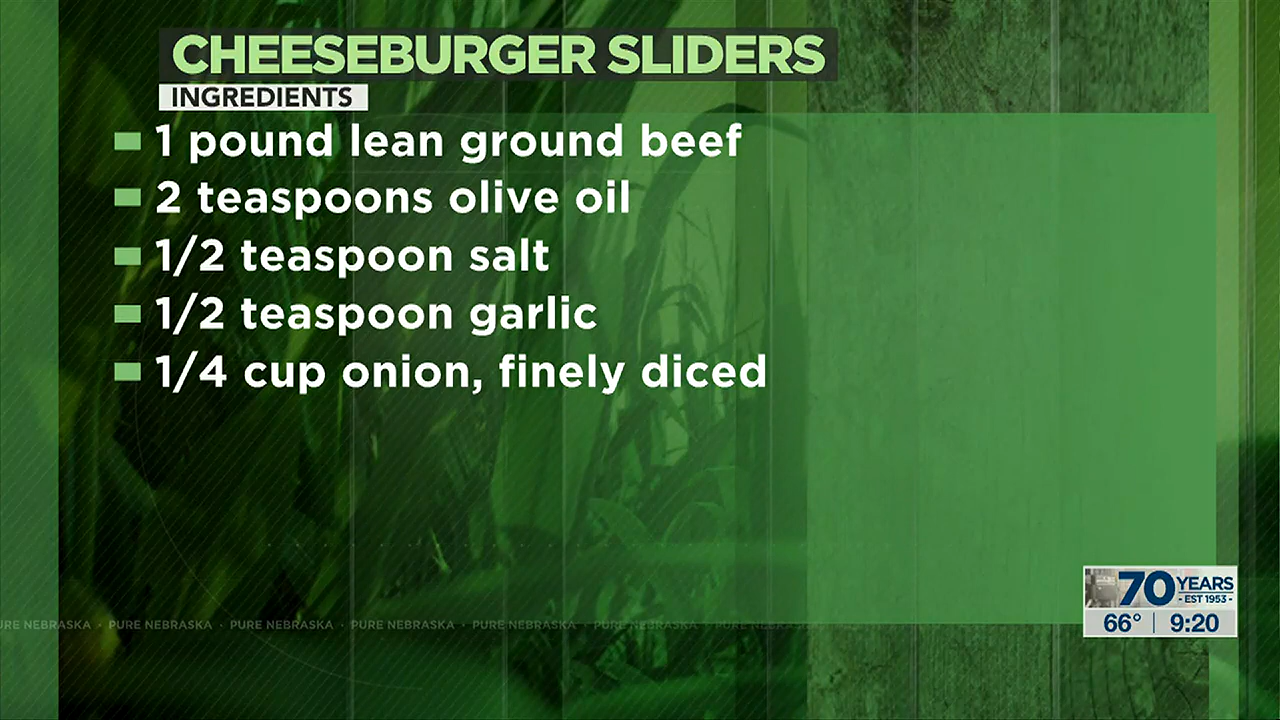 CHEESEBURGER SLIDERS
INGREDIENTS
1 pound lean ground beef
2 teaspoons olive oil
1/2 teaspoon salt
1/2 teaspoon garlic
1/4 cup onion, finely diced
70 YEARS
- EST 1953 -
66° | 9:20
URE NEBRASKA · PURE NEBRASKA · PURE NEBRASKA · PURE NEBRASKA · PURE NEBRASKA · PURE NEBRASKA · PURE NEBRASKA